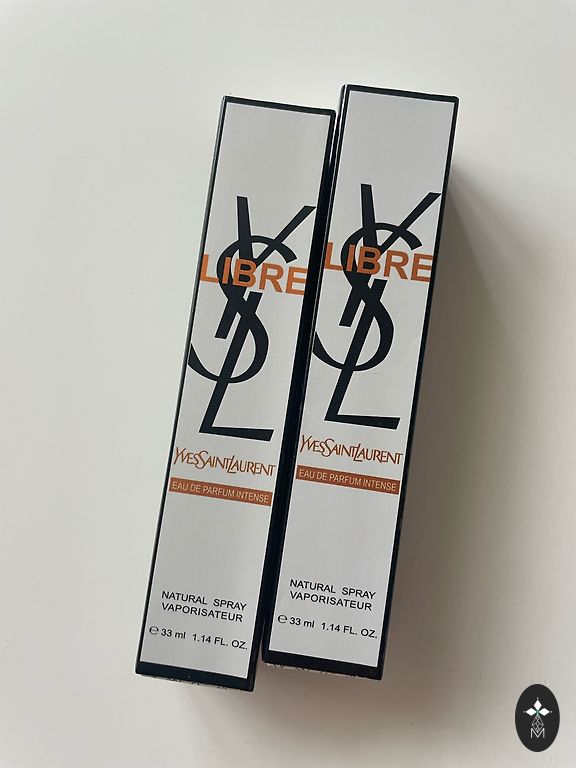 LIBRE
YSL
YVESSAINTLAURENT
EAU DE PARFUM INTENSE
NATURAL SPRAY
VAPORISATEUR
℮ 33 ml 1.14 FL. OZ.
LIBRE
YSL
YVESSAINTLAURENT
EAU DE PARFUM INTENSE
NATURAL SPRAY
VAPORISATEUR
℮ 33 ml 1.14 FL. OZ.
M